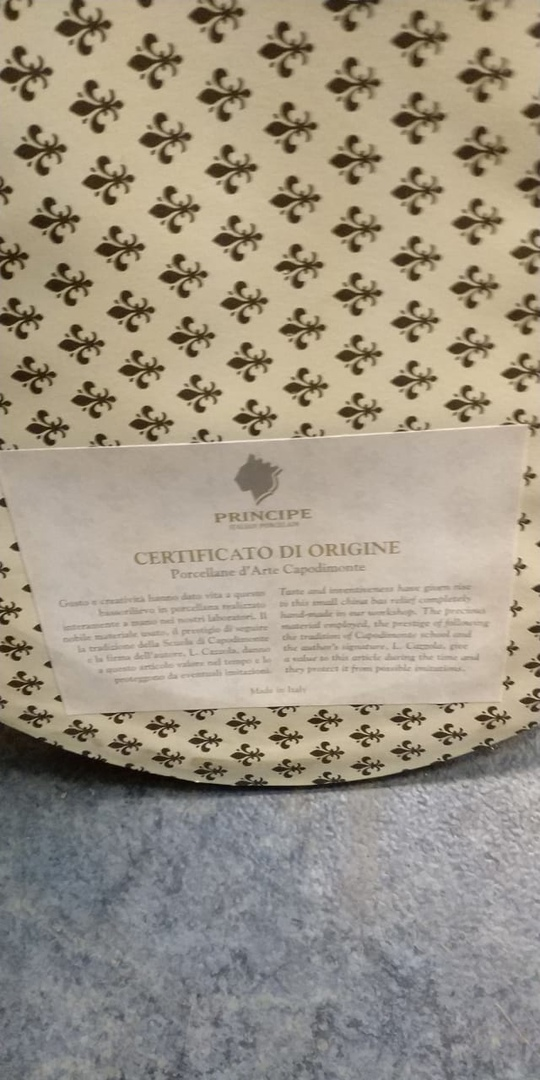 PRINCIPE
ITALIAN PORCELAIN
CERTIFICATO DI ORIGINE
Porcellane d'Arte Capodimonte
Gusto e creatività hanno dato vita a questo
bassorilievo in porcellana realizzato
interamente a mano nei nostri laboratori. Il
nobile materiale usato, il prestigio di seguire
la tradizione della Scuola di Capodimonte
e la firma dell'autore, L. Cazzola, danno
a questo articolo valore nel tempo e lo
proteggono da eventuali imitazioni.
Taste and inventiveness have given rise
to this small china bas relief completely
hand-made in our workshop. The precious
material employed, the prestige of following
the tradition of Capodimonte school and
the author's signature, L. Cazzola, give
a value to this article during the time and
they protect it from possible imitations.
Made in Italy